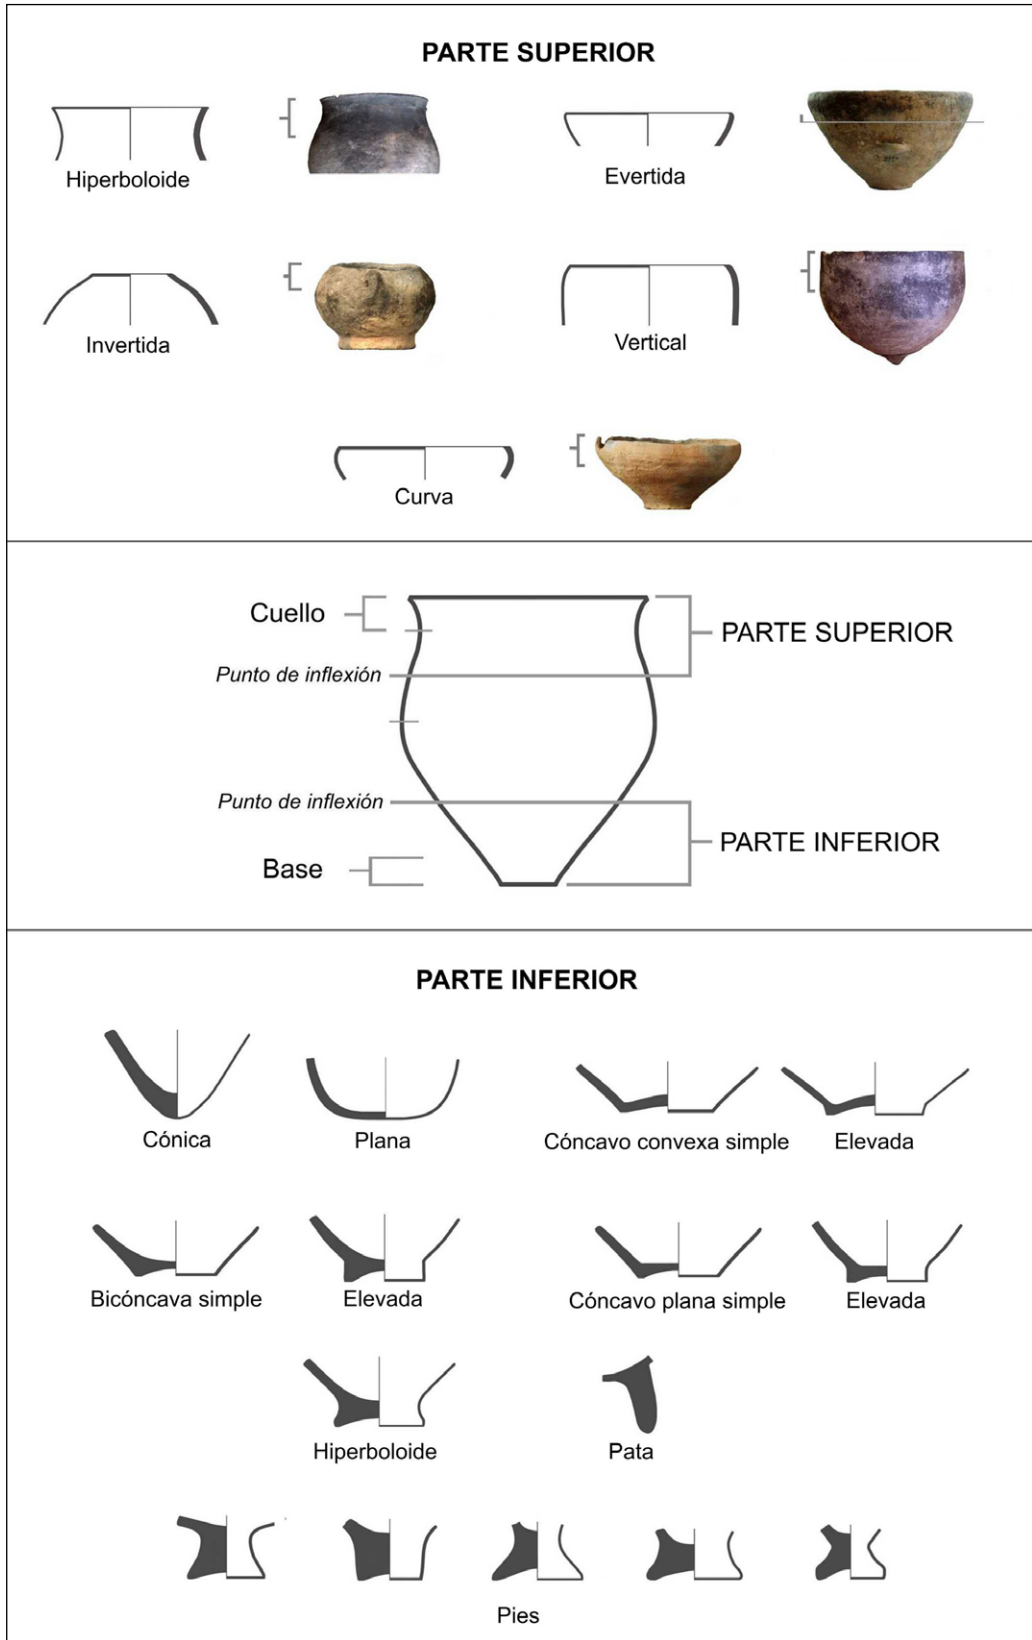 PARTE SUPERIOR
Hiperboloide
Evertida
Invertida
Vertical
Curva
Cuello
PARTE SUPERIOR
Punto de inflexión
Punto de inflexión
PARTE INFERIOR
Base
PARTE INFERIOR
Cónica
Plana
Cóncavo convexa simple
Elevada
Bicóncava simple
Elevada
Cóncavo plana simple
Elevada
Hiperboloide
Pata
Pies